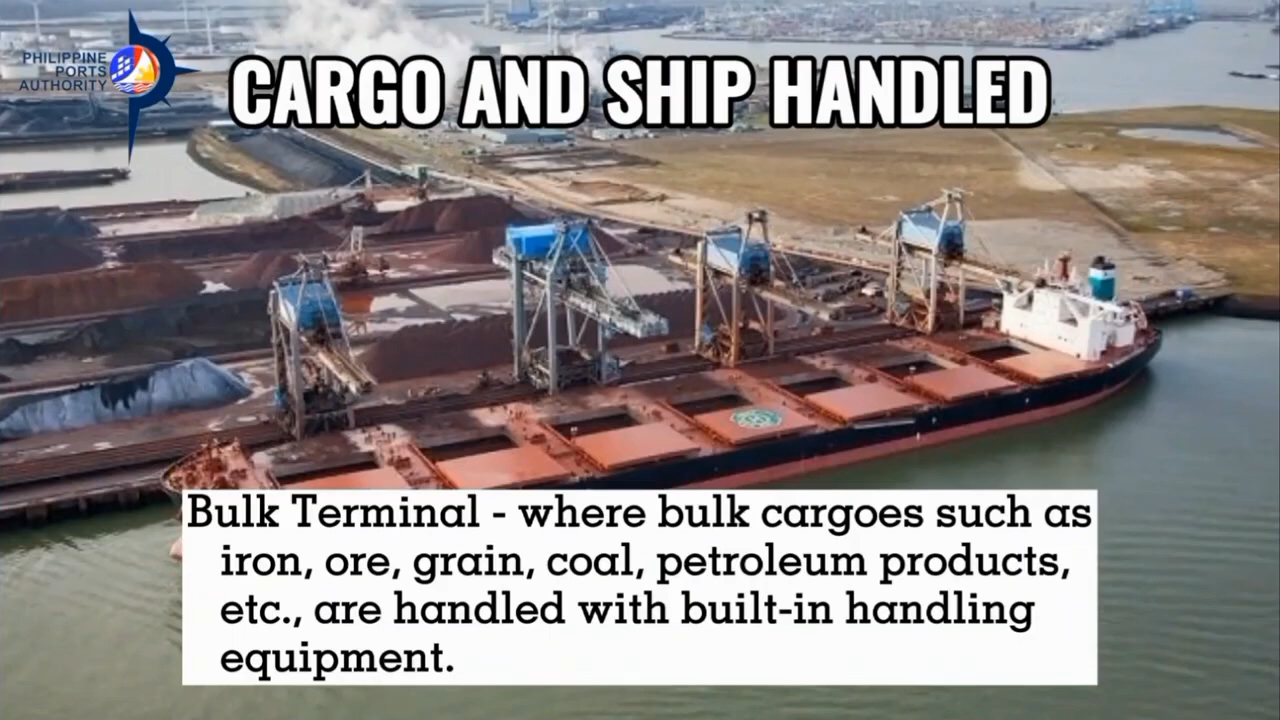 PHILIPPINE
PORTS
AUTHORITY
CARGO AND SHIP HANDLED
Bulk Terminal - where bulk cargoes such as
iron, ore, grain, coal, petroleum products,
etc., are handled with built-in handling
equipment.